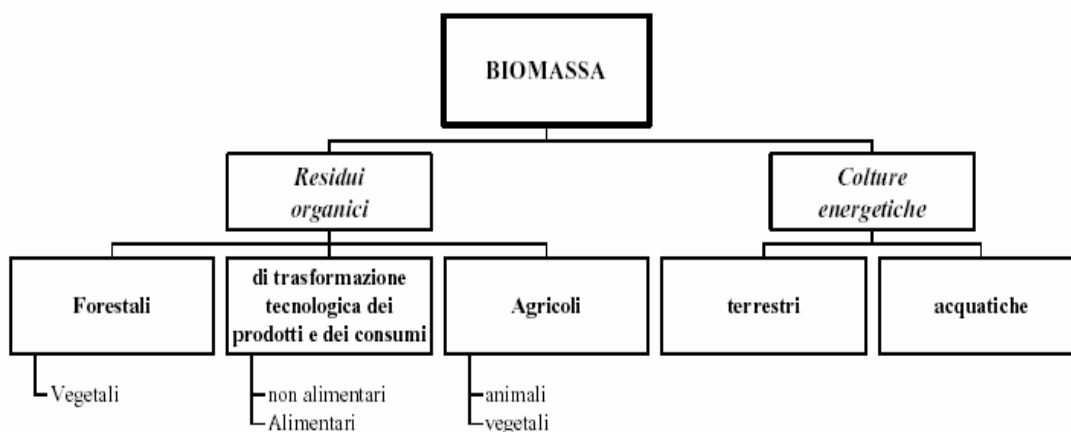 BIOMASSA
Residui
organici
Colture
energetiche
Forestali
di trasformazione
tecnologica dei
prodotti e dei consumi
Agricoli
terrestri
acquatiche
Vegetali
non alimentari
Alimentari
animali
vegetali